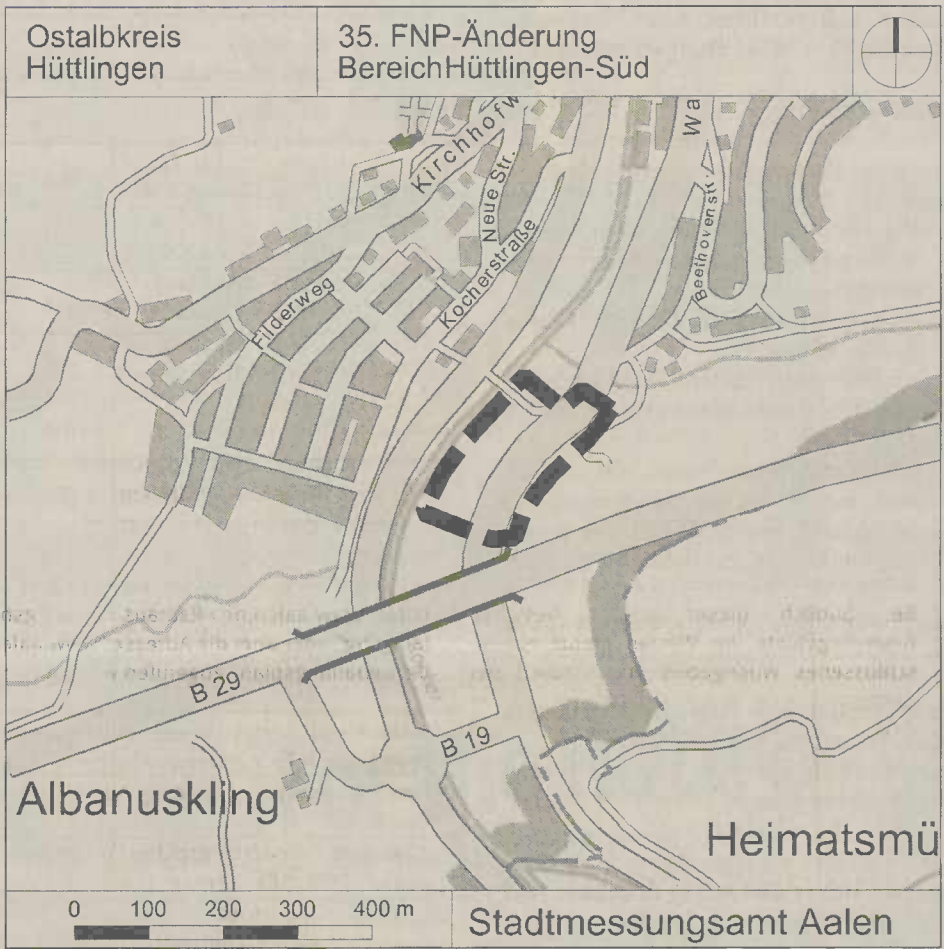 Ostalbkreis
Hüttlingen
35. FNP-Änderung
BereichHüttlingen-Süd
Kirchhofw
Neue Str.
Wa
Kocherstraße
Beethovenstr.
Filderweg
B 29
B 19
Albanuskling
Heimatsmü
0 100 200 300 400 m
Stadtmessungsamt Aalen